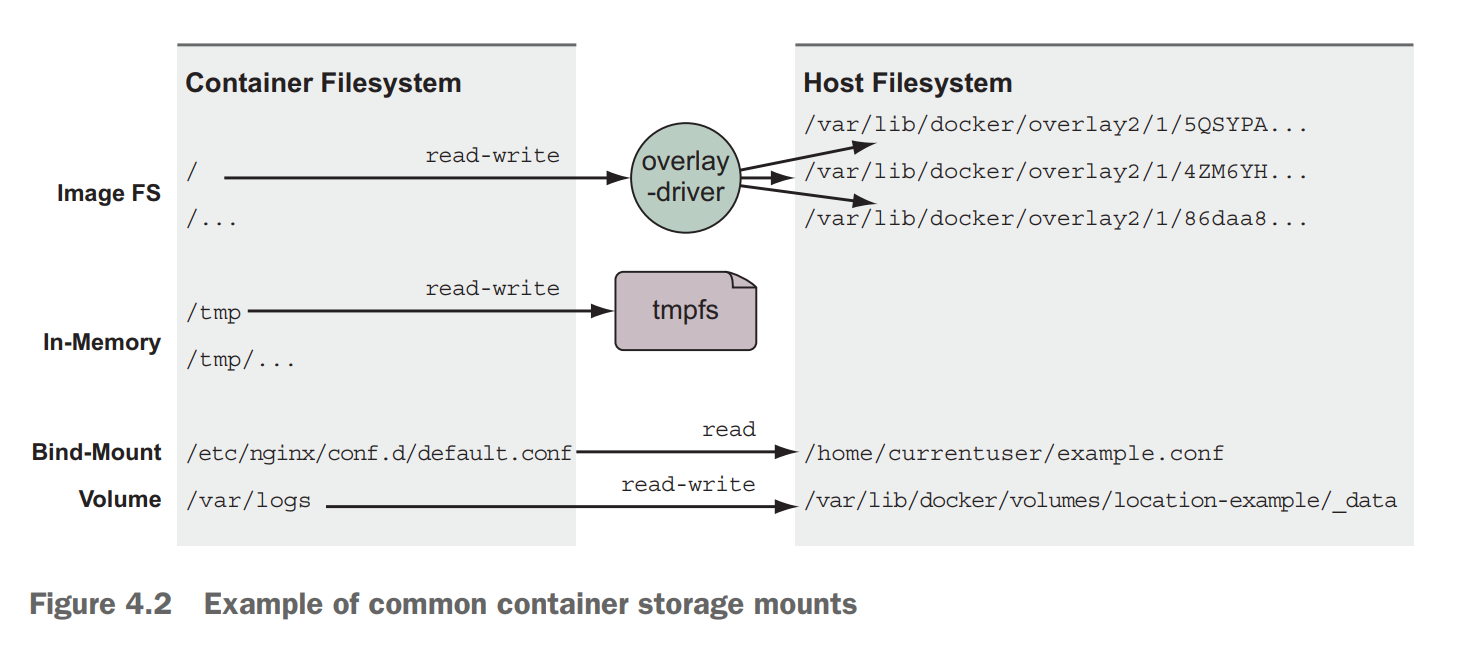 Container Filesystem
Host Filesystem
/var/lib/docker/overlay2/1/5QSYPA...
read-write
overlay
-driver
/
/var/lib/docker/overlay2/1/4ZM6YH...
Image FS
/...
/var/lib/docker/overlay2/1/86daa8...
read-write
/tmp
tmpfs
In-Memory
/tmp/...
read
Bind-Mount
/etc/nginx/conf.d/default.conf
/home/currentuser/example.conf
read-write
Volume
/var/logs
/var/lib/docker/volumes/location-example/_data
Figure 4.2 Example of common container storage mounts